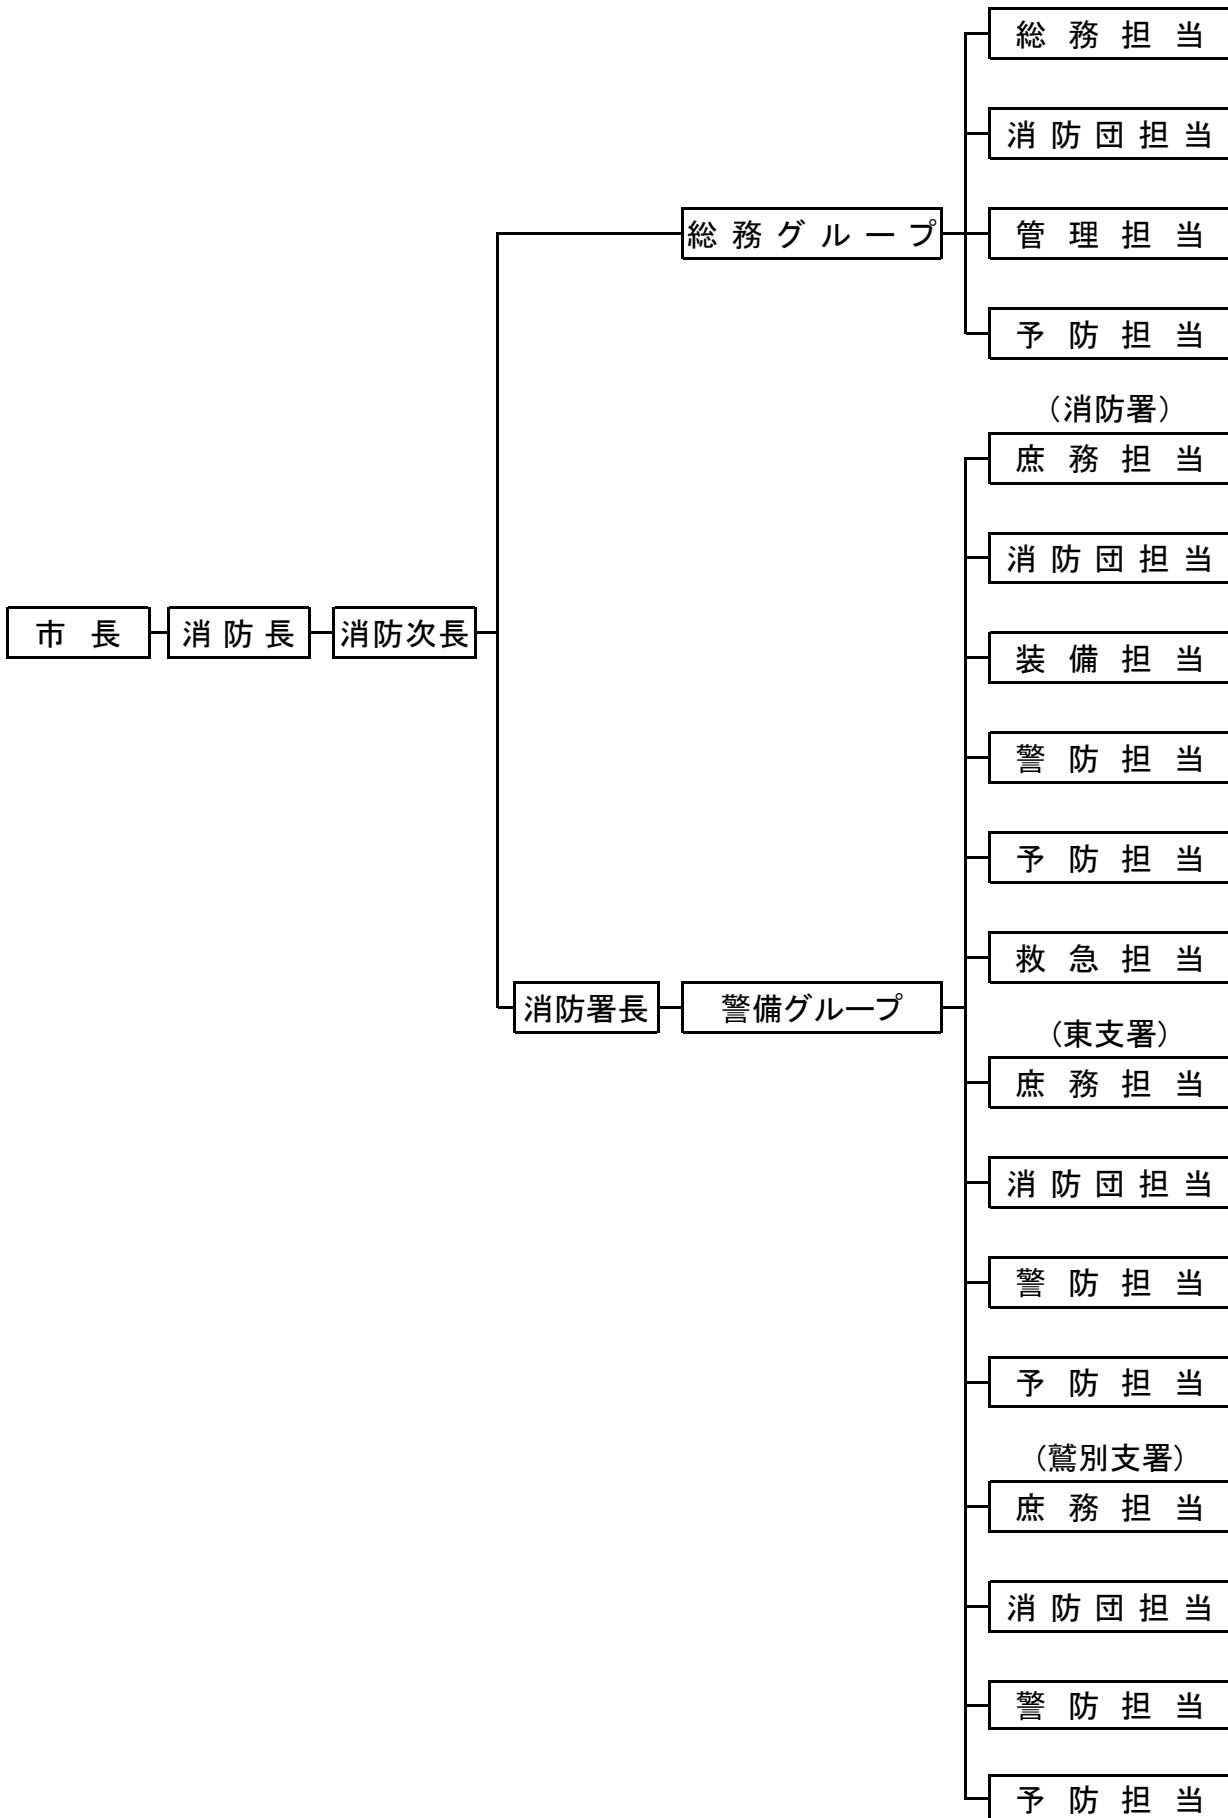 総務担当
消防団担当
総務グループ
管理担当
予防担当
（消防署）
庶務担当
消防団担当
市長
消防長
消防次長
装備担当
警防担当
予防担当
救急担当
消防署長
警備グループ
（東支署）
庶務担当
消防団担当
警防担当
予防担当
（鷲別支署）
庶務担当
消防団担当
警防担当
予防担当